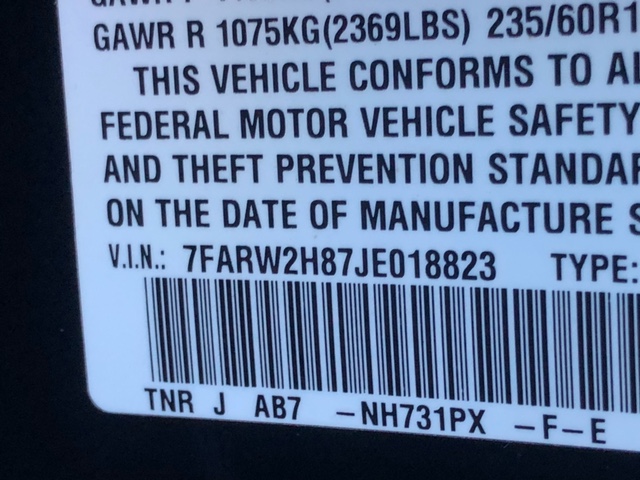 GAWR R 1075KG(2369LBS) 235/60R1
THIS VEHICLE CONFORMS TO
FEDERAL MOTOR VEHICLE SAFETY
AND THEFT PREVENTION STANDAR
ON THE DATE OF MANUFACTURE S
V.I.N.: 7FARW2H87JE018823 TYPE:
TNR J AB7 -NH731PX -F-E